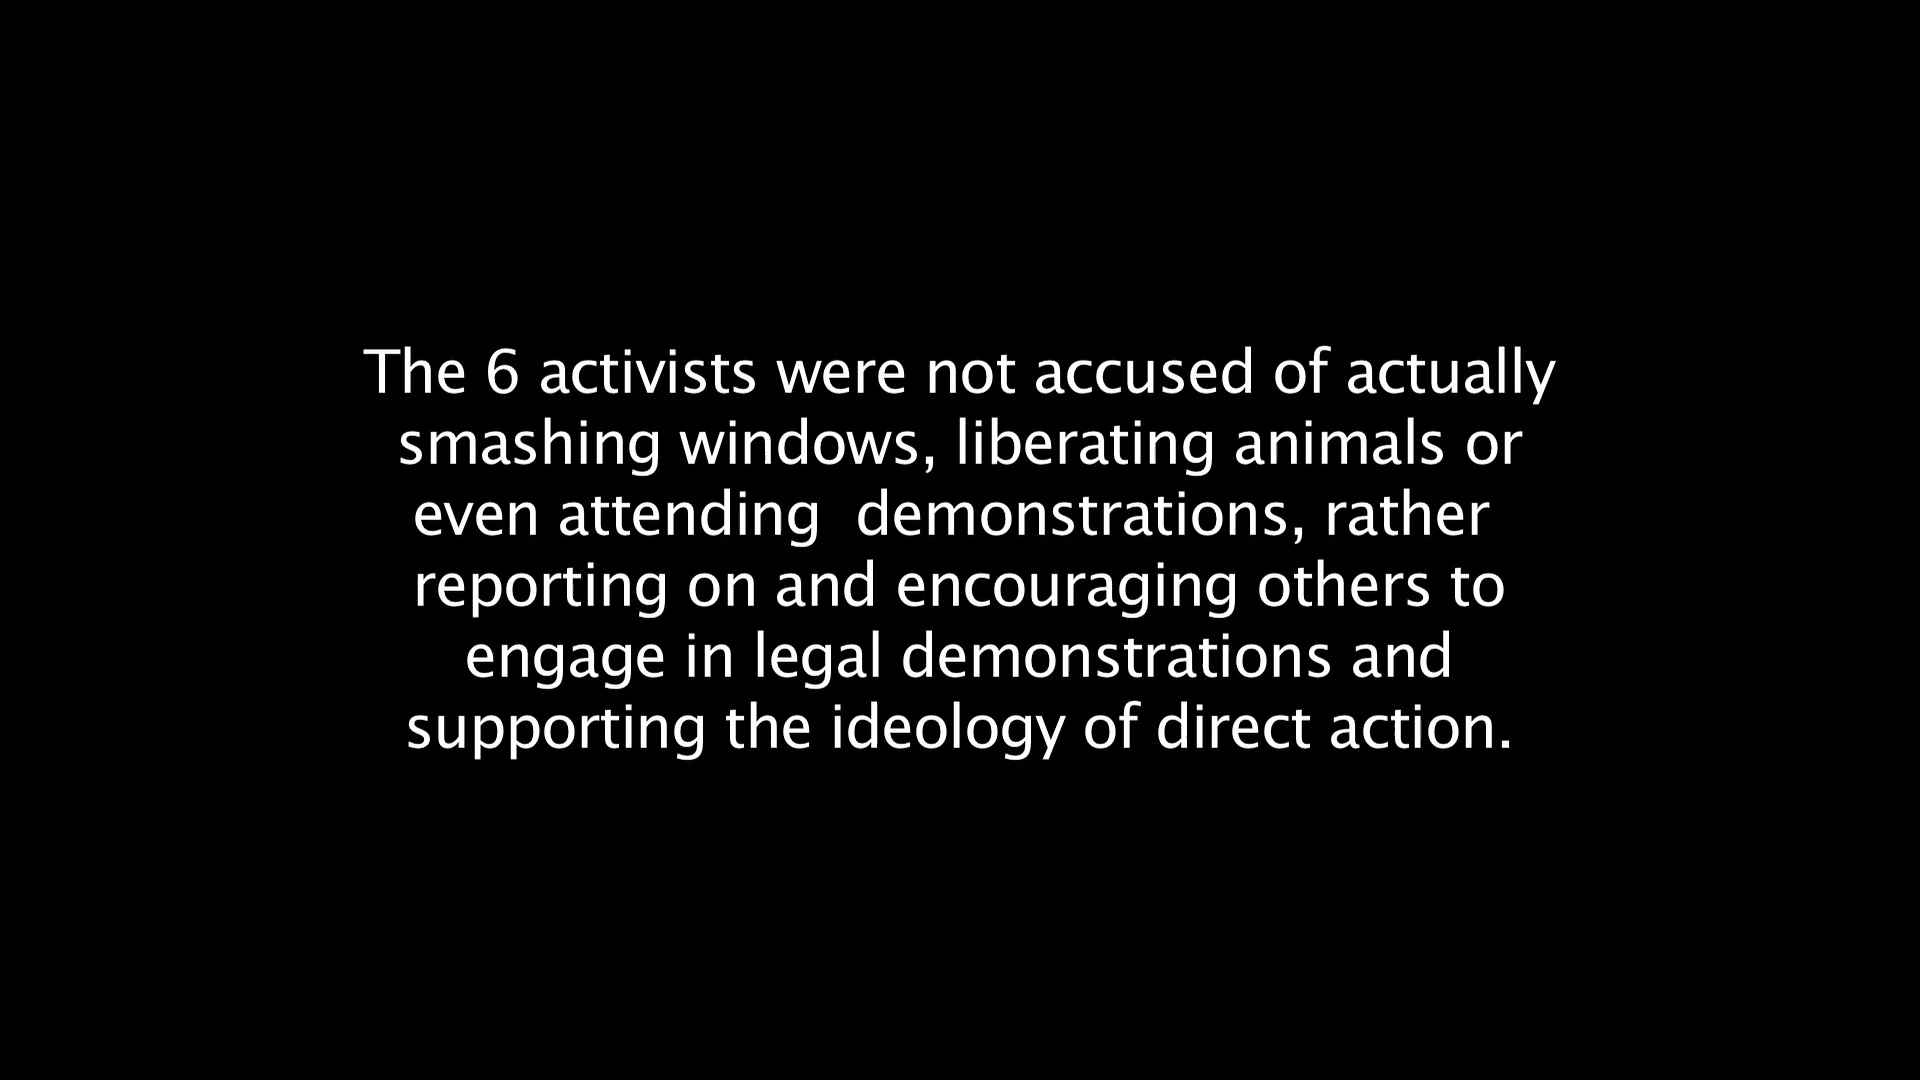 The 6 activists were not accused of actually
smashing windows, liberating animals or
even attending  demonstrations, rather
reporting on and encouraging others to
engage in legal demonstrations and
supporting the ideology of direct action.